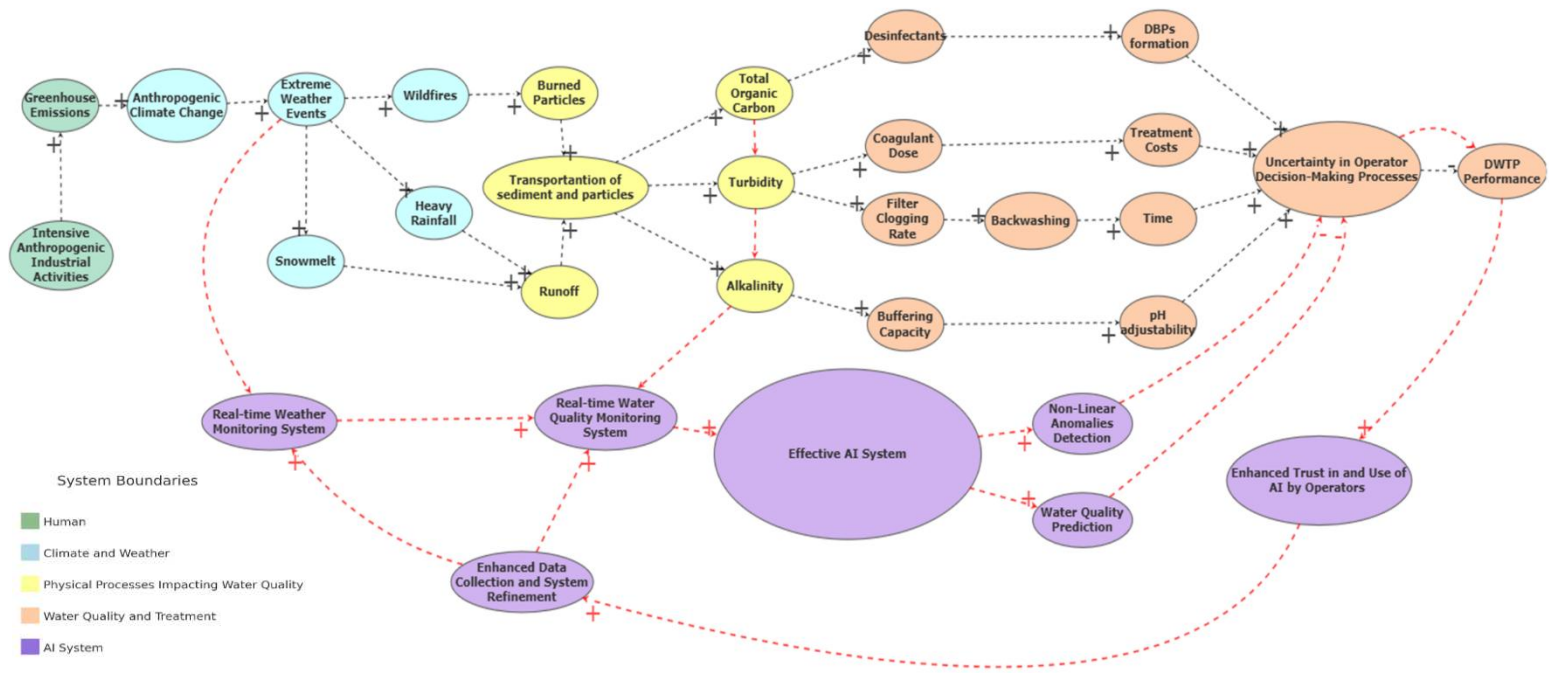 Greenhouse
Emissions
Anthropogenic
Climate Change
Extreme
Weather
Events
Wildfires
Burned
Particles
Total
Organic
Carbon
Desinfectants
DBPs
formation
Intensive
Anthropogenic
Industrial
Activities
Snowmelt
Heavy
Rainfall
Transportantion of
sediment and particles
Runoff
Turbidity
Alkalinity
Coagulant
Dose
Treatment
Costs
Filter
Clogging
Rate
Backwashing
Time
Buffering
Capacity
pH
adjustability
Uncertainty in Operator
Decision-Making Processes
DWTP
Performance
Real-time Weather
Monitoring System
Real-time Water
Quality Monitoring
System
Effective AI System
Non-Linear
Anomalies
Detection
Water Quality
Prediction
Enhanced Trust in and Use of
AI by Operators
Enhanced Data
Collection and System
Refinement
System Boundaries
Human
Climate and Weather
Physical Processes Impacting Water Quality
Water Quality and Treatment
AI System